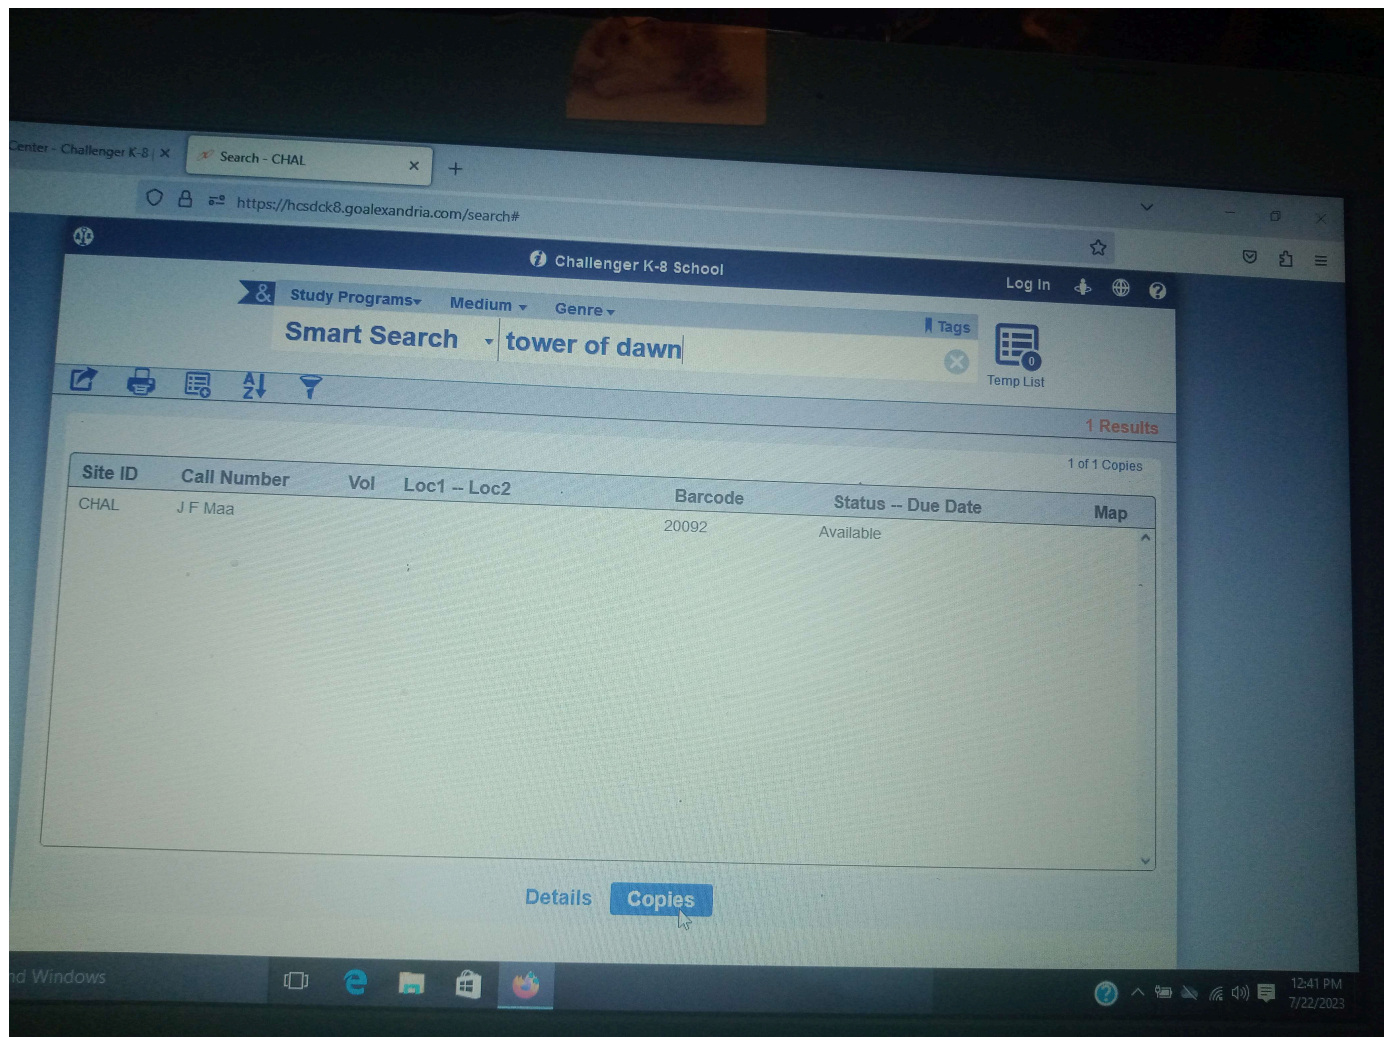 Center - Challenger K-8
Search - CHAL
https://hcsdck8.goalexandria.com/search#
Challenger K-8 School
Log In
& Study Programs Medium Genre
Tags
Smart Search tower of dawn
0
Temp List
A
Z
1 Results
1 of 1 Copies
Site ID Call Number Vol Loc1 -- Loc2 Barcode Status -- Due Date Map
CHAL J F Maa 20092 Available
Details Copies
Windows
12:41 PM
7/22/2023